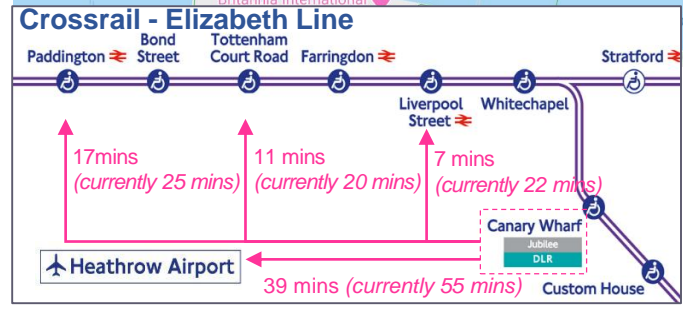 Britannia International
Crossrail - Elizabeth Line
Paddington
Bond
Street
Tottenham
Court Road
Farringdon
Stratford
Liverpool
Street
Whitechapel
17mins
(currently 25 mins)
11 mins
(currently 20 mins)
7 mins
(currently 22 mins)
Canary Wharf
Jubilee
DLR
Heathrow Airport
39 mins (currently 55 mins)
Custom House